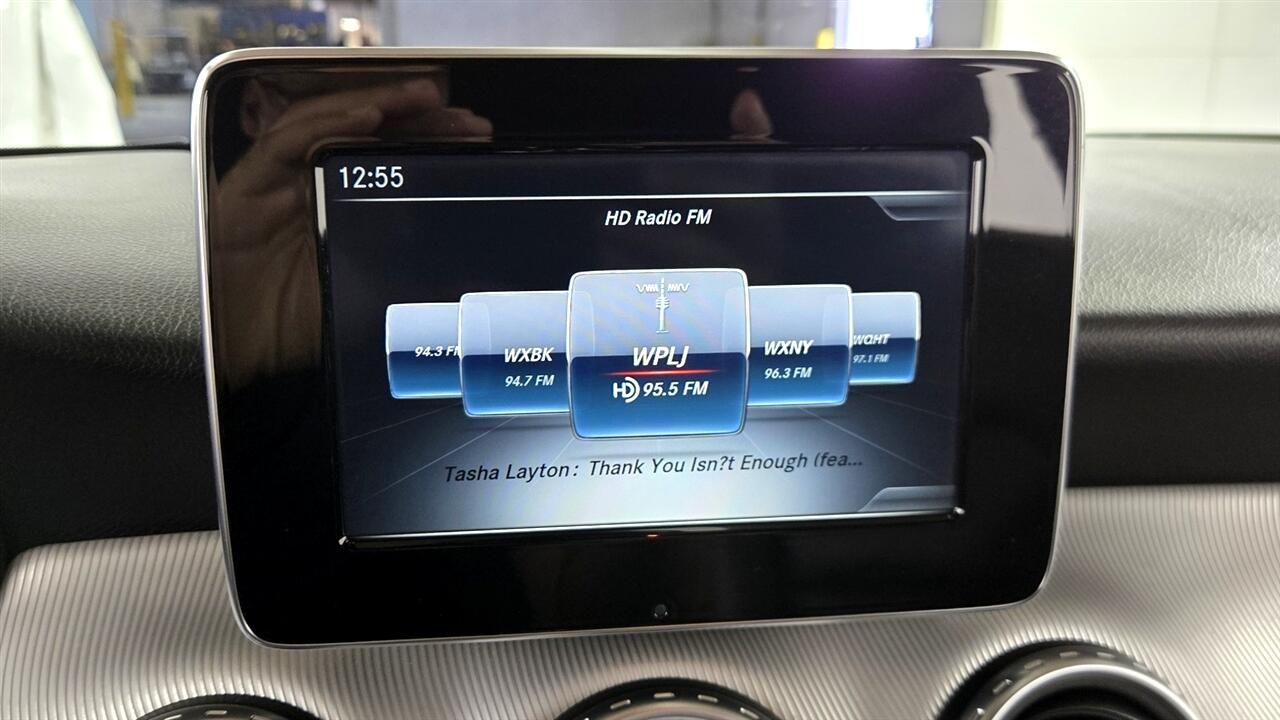 12:55
HD Radio FM
94.3 FM
WXBK
94.7 FM
WPLJ
HD 95.5 FM
WXNY
96.3 FM
WQHT
97.1 FM
Tasha Layton: Thank You Isn?t Enough (fea...